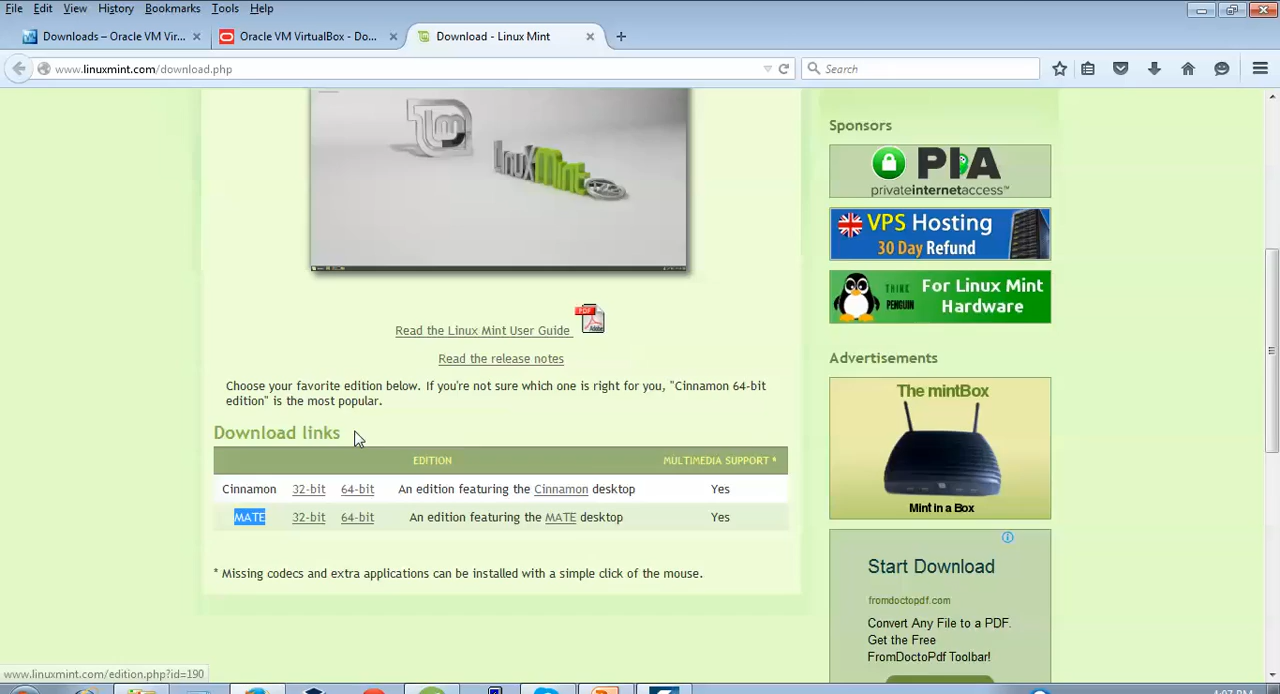 File Edit View History Bookmarks Tools Help
Downloads – Oracle VM Vir... × Oracle VM VirtualBox - Do... × Download - Linux Mint × +
www.linuxmint.com/download.php Search
LinuxMint
Read the Linux Mint User Guide PDF Adobe
Read the release notes
Choose your favorite edition below. If you're not sure which one is right for you, "Cinnamon 64-bit
edition" is the most popular.
Download links
EDITION MULTIMEDIA SUPPORT *
Cinnamon 32-bit 64-bit An edition featuring the Cinnamon desktop Yes
MATE 32-bit 64-bit An edition featuring the MATE desktop Yes
* Missing codecs and extra applications can be installed with a simple click of the mouse.
Sponsors
PIA
privateinternetaccess™
VPS Hosting
30 Day Refund
THINK
PENGUIN
For Linux Mint
Hardware
Advertisements
The mintBox
Mint in a Box
Start Download
fromdoctopdf.com
Convert Any File to a PDF.
Get the Free
FromDoctoPdf Toolbar!
www.linuxmint.com/edition.php?id=190